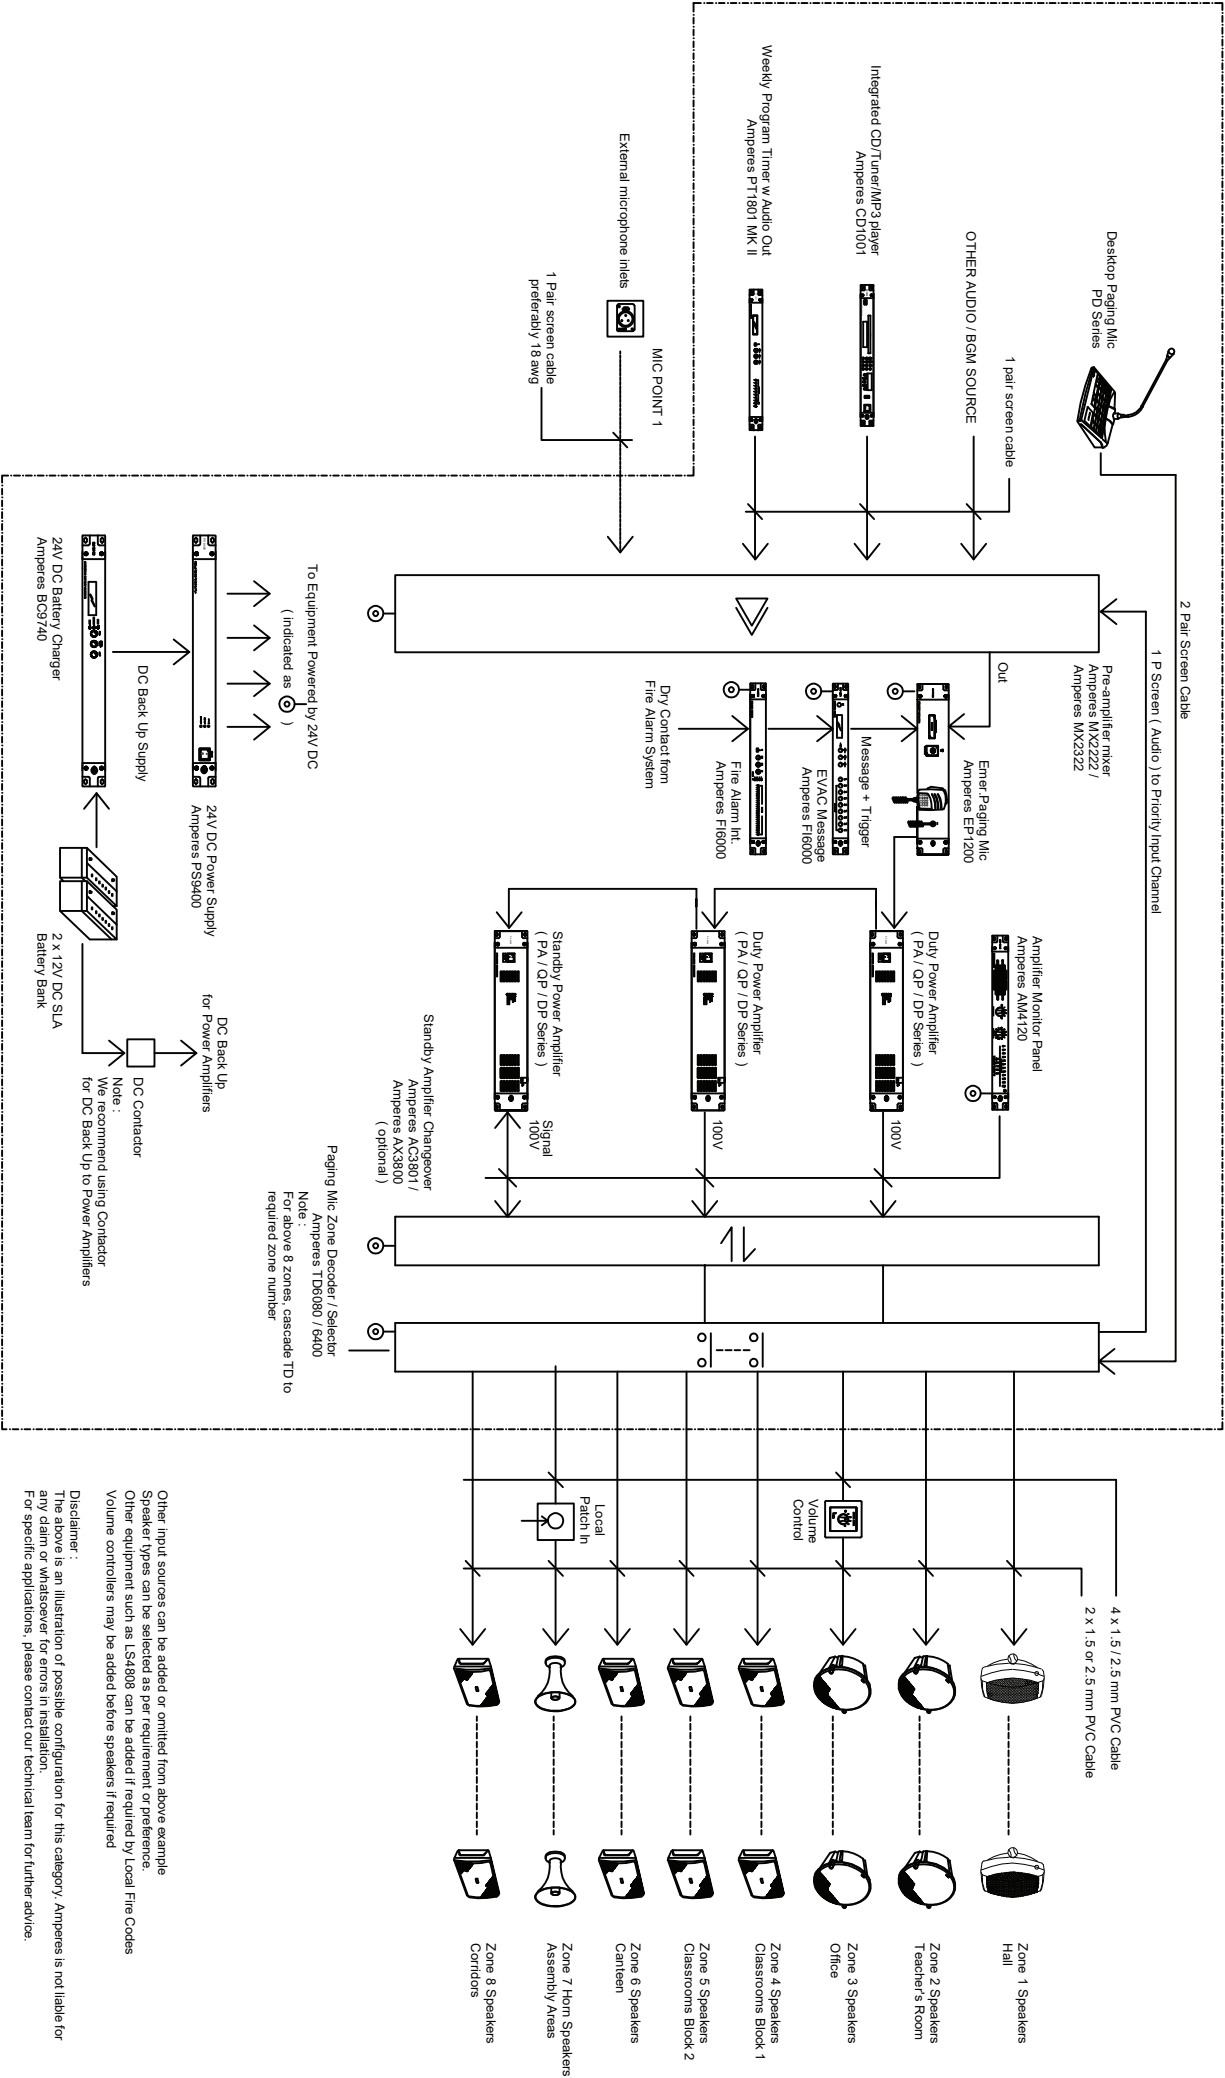 Desktop Paging Mic
PD Series
OTHER AUDIO / BGM SOURCE
1 pair screen cable
Integrated CD/Tuner/MP3 player
Amperes CD1001
Weekly Program Timer w Audio Out
Amperes PT1801 MK II
External microphone inlets
MIC POINT 1
1 Pair screen cable
preferably 18 awg
2 Pair Screen Cable
1 P Screen ( Audio ) to Priority Input Channel
Pre-amplifier mixer
Amperes MX2222 /
Amperes MX2322
Out
Emer.Paging Mic
Amperes EP1200
Message + Trigger
EVAC Message
Amperes FI6000
Fire Alarm Int.
Amperes FI6000
Dry Contact from
Fire Alarm System
Amplifier Monitor Panel
Amperes AM4120
Duty Power Amplifier
( PA / QP / DP Series )
100V
Duty Power Amplifier
( PA / QP / DP Series )
100V
Standby Power Amplifier
( PA / QP / DP Series )
Signal
100V
Standby Amplfier Changeover
Amperes AC3801 /
Amperes AX3800
( optional )
Paging Mic Zone Decoder / Selector
Amperes TD6080 / 6400
Note :
For above 8 zones, cascade TD to
required zone number
To Equipment Powered by 24V DC
( indicated as
)
24V DC Power Supply
Amperes PS9400
DC Back Up Supply
24V DC Battery Charger
Amperes BC9740
2 x 12V DC SLA
Battery Bank
DC Back Up
for Power Amplifiers
DC Contactor
Note :
We recommend using Contactor
for DC Back Up to Power Amplifiers
4 x 1.5 / 2.5 mm PVC Cable
2 x 1.5 or 2.5 mm PVC Cable
Volume
Control
Local
Patch In
Zone 1 Speakers
Hall
Zone 2 Speakers
Teacher's Room
Zone 3 Speakers
Office
Zone 4 Speakers
Classrooms Block 1
Zone 5 Speakers
Classrooms Block 2
Zone 6 Speakers
Canteen
Zone 7 Horn Speakers
Assembly Areas
Zone 8 Speakers
Corridors
Other input sources can be added or omitted from above example
Speaker types can be selected as per requirement or preference.
Other equipment such as LS4808 can be added if required by Local Fire Codes
Volume controllers may be added before speakers if required
Disclaimer :
The above is an illustration of possible configuration for this category. Amperes is not liable for
any claim or whatsoever for errors in installation.
For specific applications, please contact our technical team for further advice.